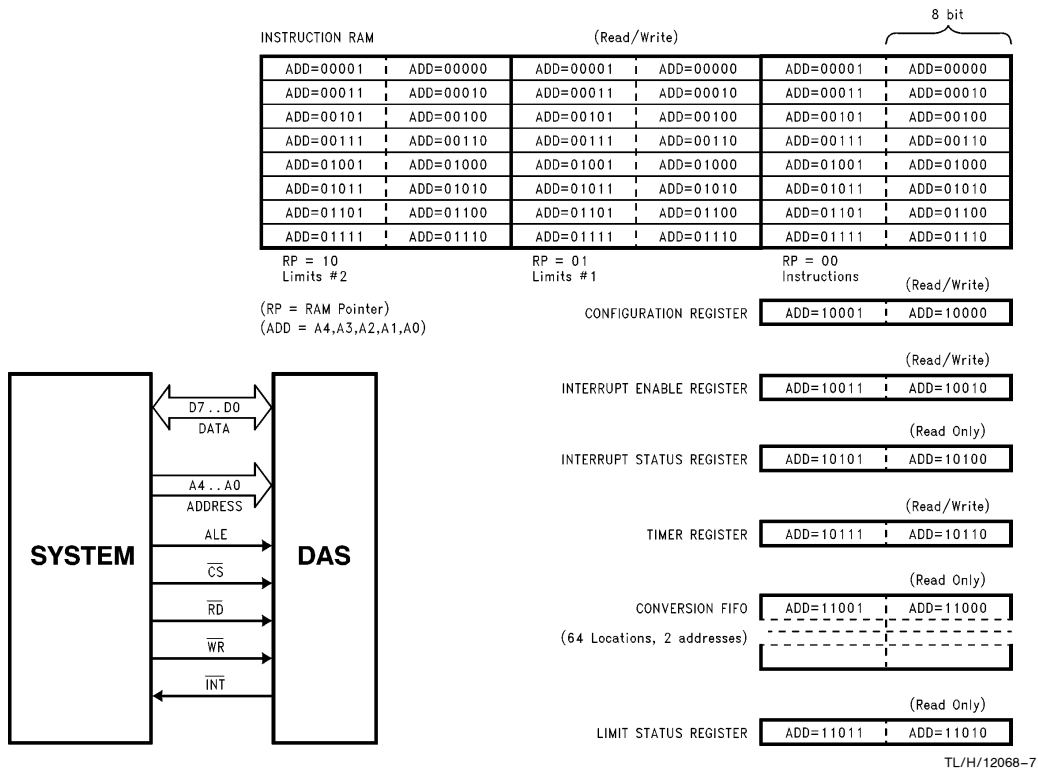 8 bit
INSTRUCTION RAM (Read/Write)
ADD=00001 ADD=00000 ADD=00001 ADD=00000 ADD=00001 ADD=00000
ADD=00011 ADD=00010 ADD=00011 ADD=00010 ADD=00011 ADD=00010
ADD=00101 ADD=00100 ADD=00101 ADD=00100 ADD=00101 ADD=00100
ADD=00111 ADD=00110 ADD=00111 ADD=00110 ADD=00111 ADD=00110
ADD=01001 ADD=01000 ADD=01001 ADD=01000 ADD=01001 ADD=01000
ADD=01011 ADD=01010 ADD=01011 ADD=01010 ADD=01011 ADD=01010
ADD=01101 ADD=01100 ADD=01101 ADD=01100 ADD=01101 ADD=01100
ADD=01111 ADD=01110 ADD=01111 ADD=01110 ADD=01111 ADD=01110
RP = 10 RP = 01 RP = 00
Limits #2 Limits #1 Instructions
(RP = RAM Pointer)
(ADD = A4,A3,A2,A1,A0)
(Read/Write)
CONFIGURATION REGISTER ADD=10001 ADD=10000
(Read/Write)
INTERRUPT ENABLE REGISTER ADD=10011 ADD=10010
(Read Only)
INTERRUPT STATUS REGISTER ADD=10101 ADD=10100
(Read/Write)
TIMER REGISTER ADD=10111 ADD=10110
(Read Only)
CONVERSION FIFO ADD=11001 ADD=11000
(64 Locations, 2 addresses)
(Read Only)
LIMIT STATUS REGISTER ADD=11011 ADD=11010
SYSTEM
D7..D0
DATA
A4..A0
ADDRESS
ALE
CS
RD
WR
INT
DAS
TL/H/12068-7